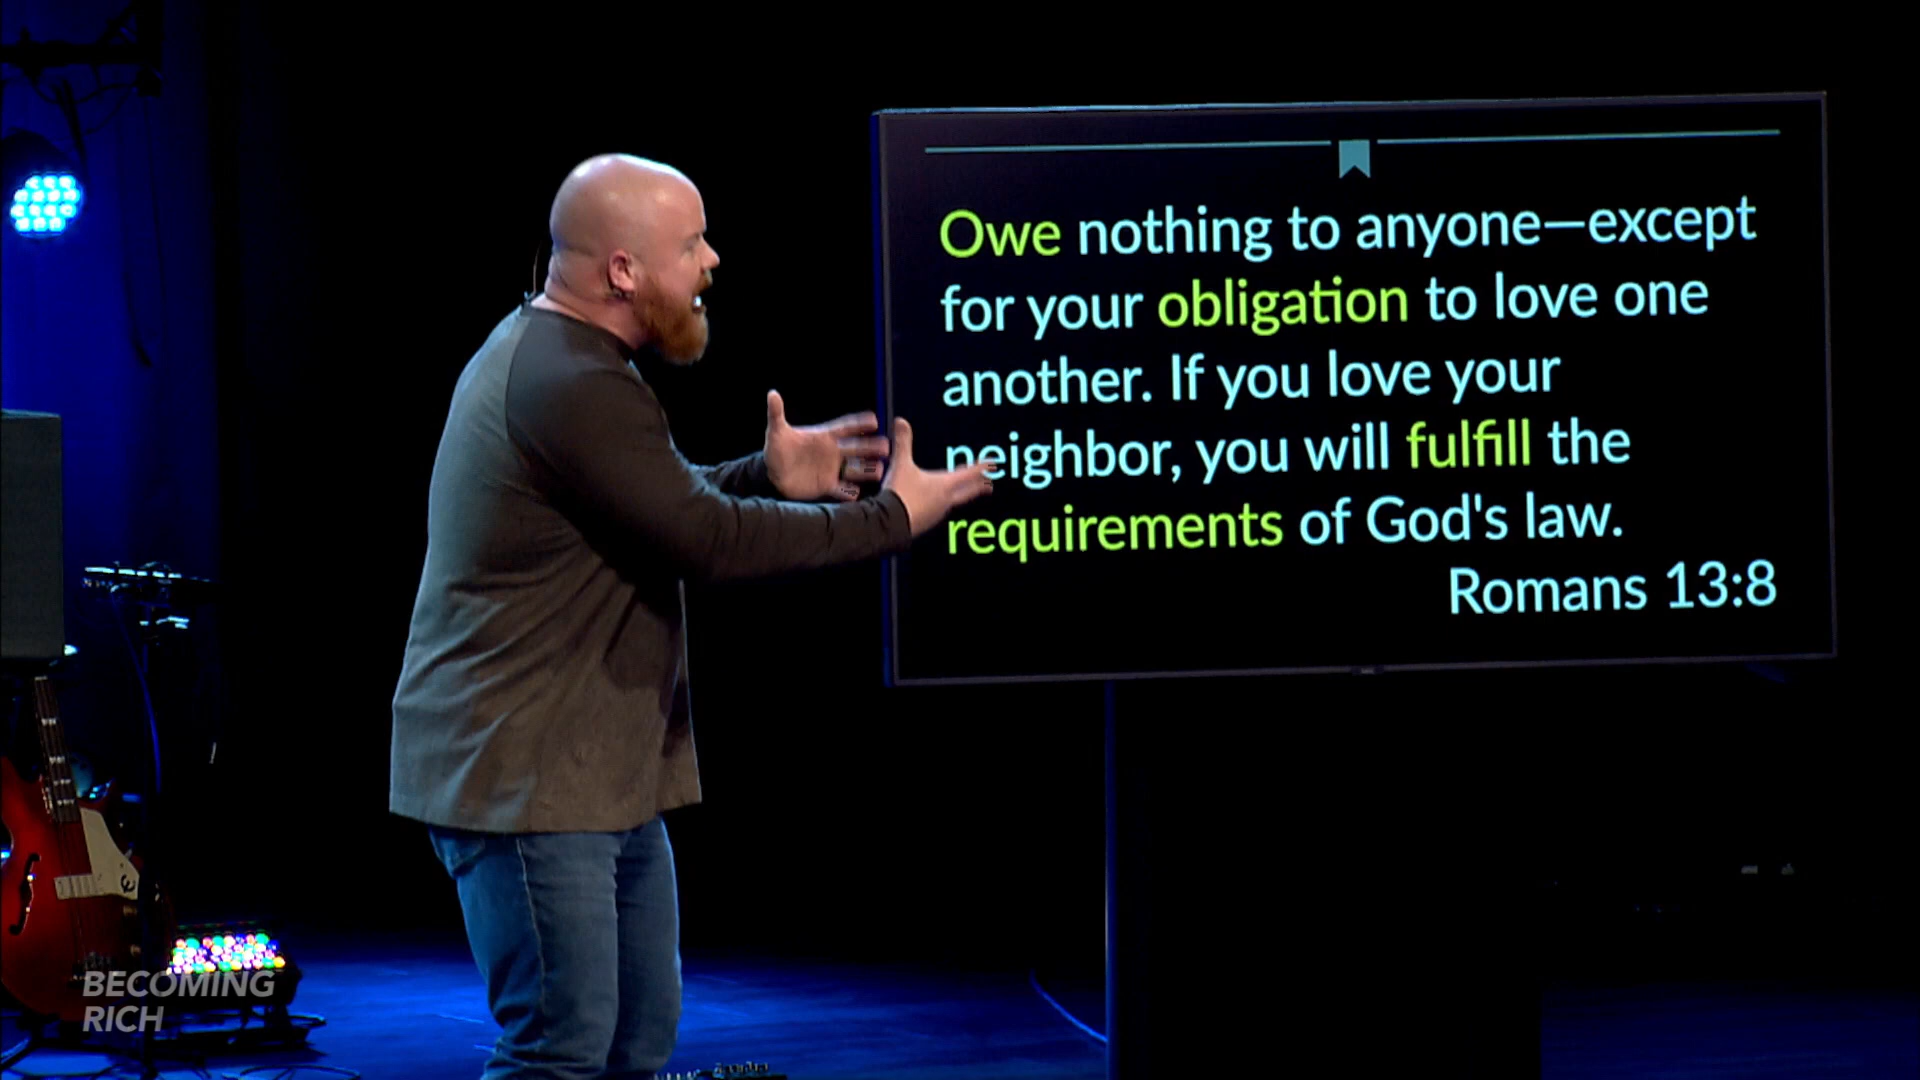 Owe nothing to anyone—except
for your obligation to love one
another. If you love your
neighbor, you will fulfill the
requirements of God's law.
Romans 13:8
BECOMING
RICH